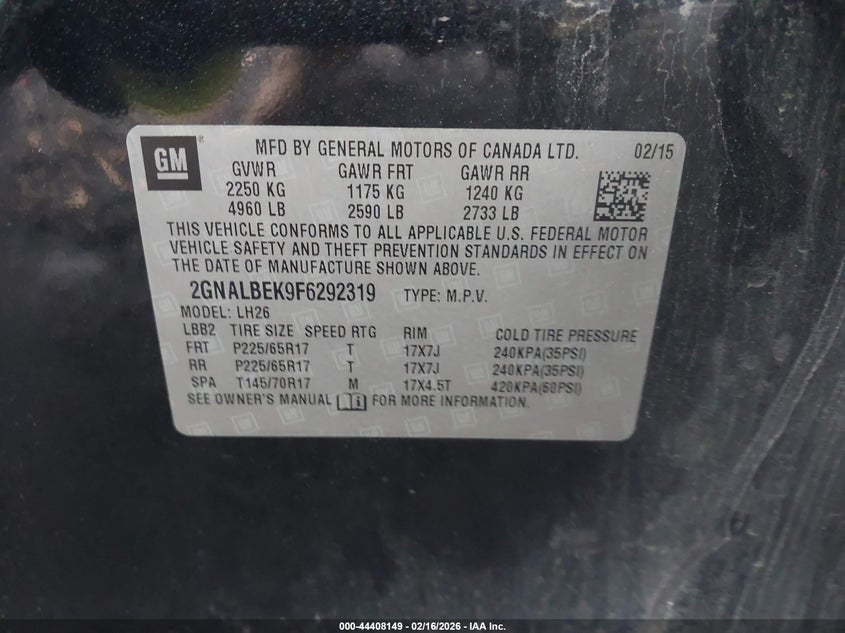 GM
MFD BY GENERAL MOTORS OF CANADA LTD. 02/15
GVWR GAWR FRT GAWR RR
2250 KG 1175 KG 1240 KG
4960 LB 2590 LB 2733 LB
THIS VEHICLE CONFORMS TO ALL APPLICABLE U.S. FEDERAL MOTOR
VEHICLE SAFETY AND THEFT PREVENTION STANDARDS IN EFFECT ON
THE DATE OF MANUFACTURE SHOWN ABOVE.
2GNALBEK9F6292319 TYPE: M.P.V.
MODEL: LH26
LBB2 TIRE SIZE SPEED RTG RIM COLD TIRE PRESSURE
FRT P225/65R17 T 17X7J 240KPA(35PSI)
RR P225/65R17 T 17X7J 240KPA(35PSI)
SPA T145/70R17 M 17X4.5T 420KPA(60PSI)
SEE OWNER'S MANUAL FOR MORE INFORMATION.
000-44408149 - 02/16/2026 - IAA Inc.